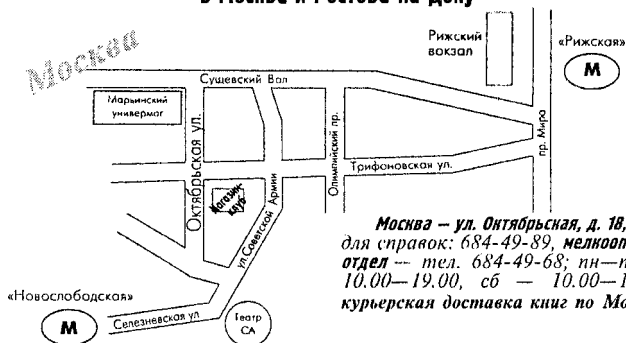 в Москве и Ростове-на-Дону
Москва
Рижский
вокзал
«Рижская»
М
Сущевский Вал
Марьинский
универмаг
Октябрьская ул.
Олимпийский пр.
пр. Мира
Трифоновская ул.
Магазин-
клуб
ул. Советской Армии
Москва – ул. Октябрьская, д. 18,
для справок: 684-49-89, мелкооп
отдел — тел. 684-49-68; пн—п
10.00—19.00, сб — 10.00—1
курьерская доставка книг по Мо
«Новослободская»
М
Селезневская ул
Театр
СА